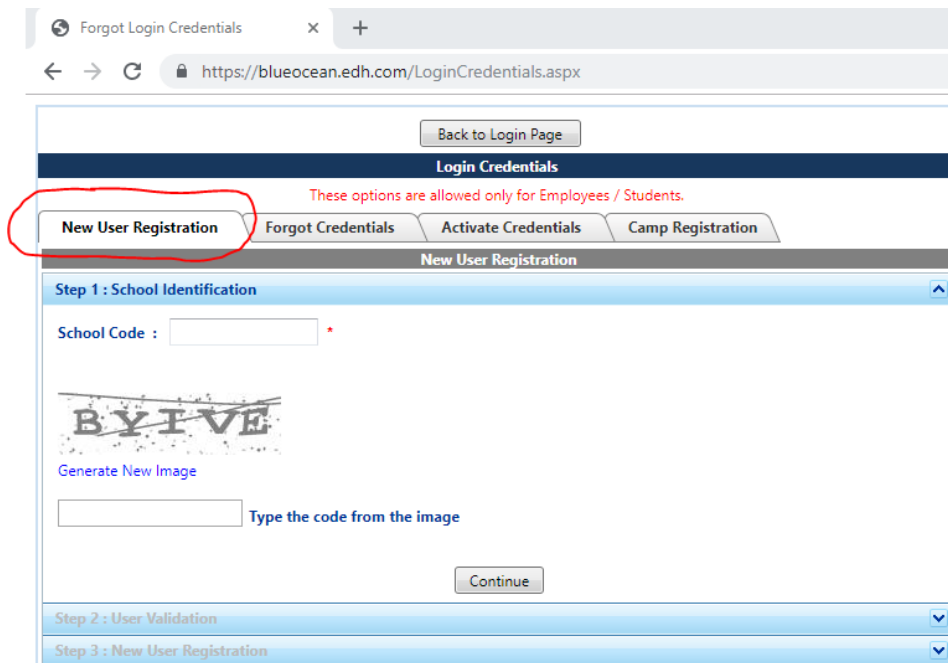 Forgot Login Credentials
https://blueocean.edh.com/LoginCredentials.aspx
Back to Login Page
Login Credentials
These options are allowed only for Employees / Students.
New User Registration Forgot Credentials Activate Credentials Camp Registration
New User Registration
Step 1 : School Identification
School Code : *
BYIVE
Generate New Image
Type the code from the image
Continue
Step 2 : User Validation
Step 3 : New User Registration